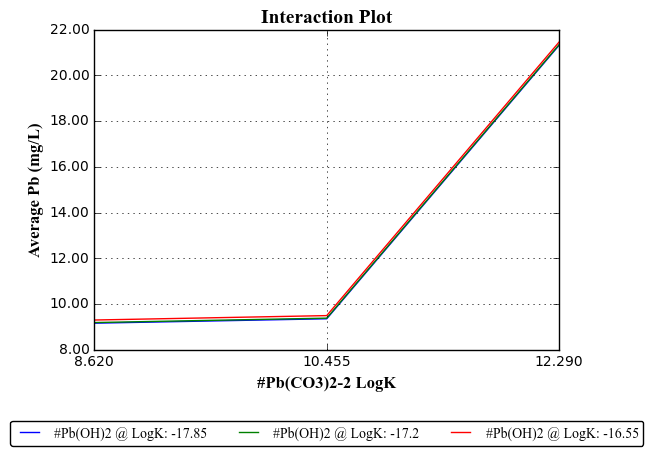 Interaction Plot
Average Pb (mg/L)
22.00
20.00
18.00
16.00
14.00
12.00
10.00
8.00
8.620 10.455 12.290
#Pb(CO3)2-2 LogK
#Pb(OH)2 @ LogK: -17.85 #Pb(OH)2 @ LogK: -17.2 #Pb(OH)2 @ LogK: -16.55